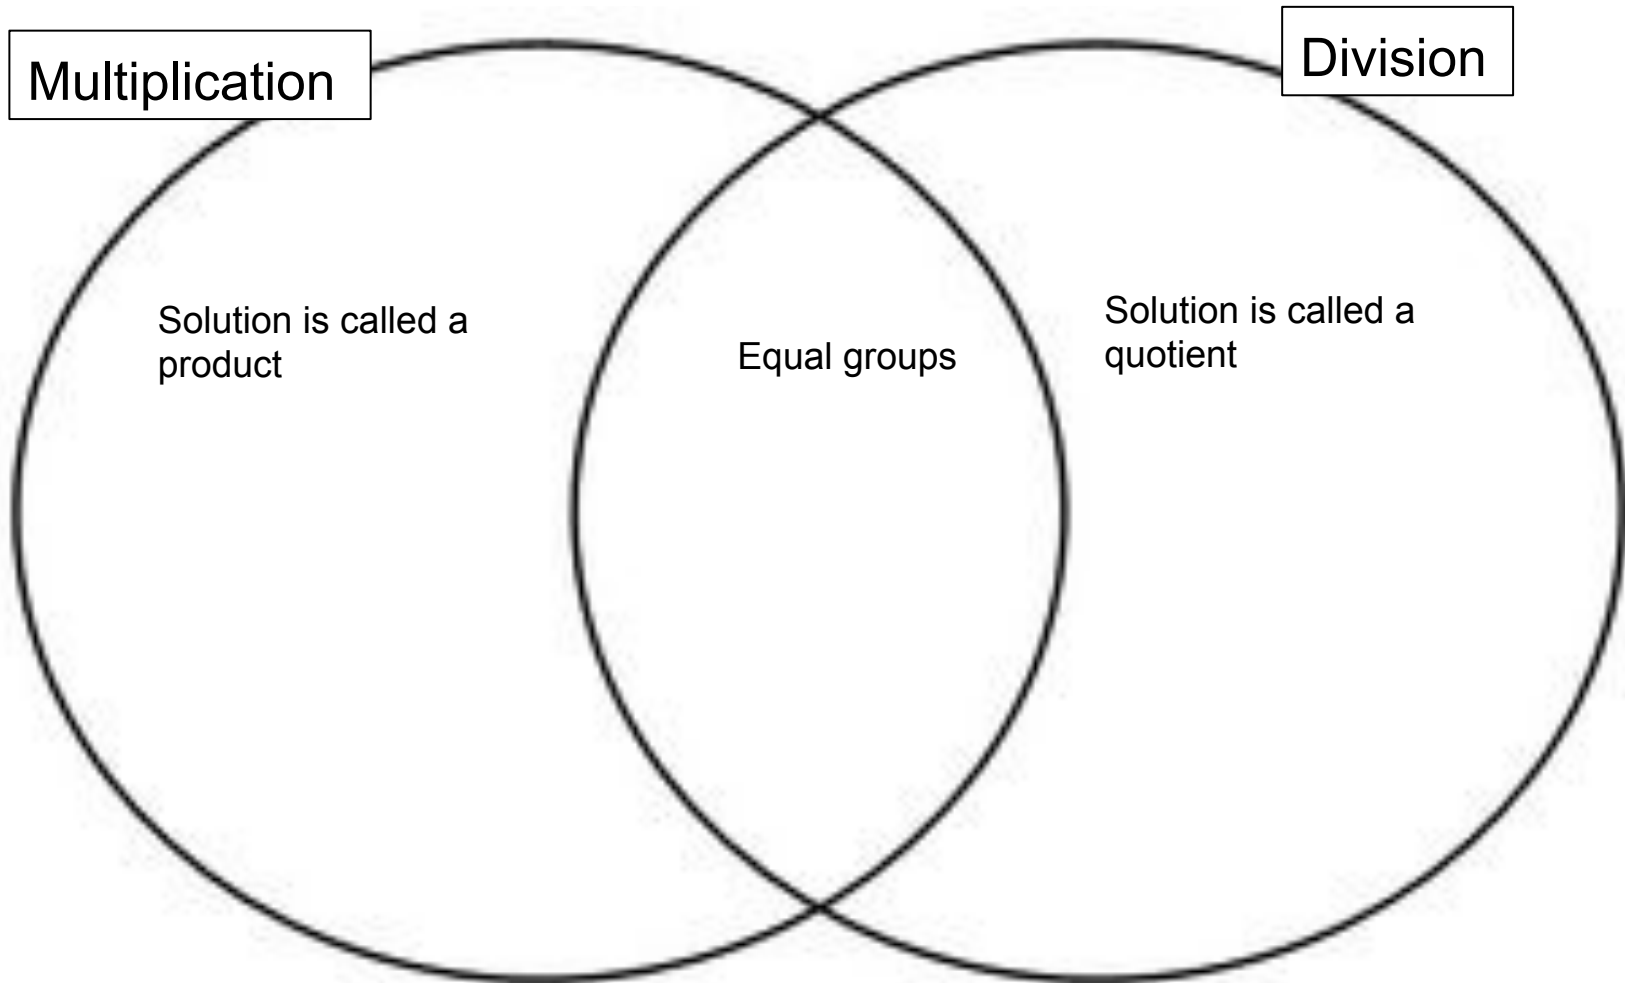 Multiplication
Division
Solution is called a
product
Equal groups
Solution is called a
quotient